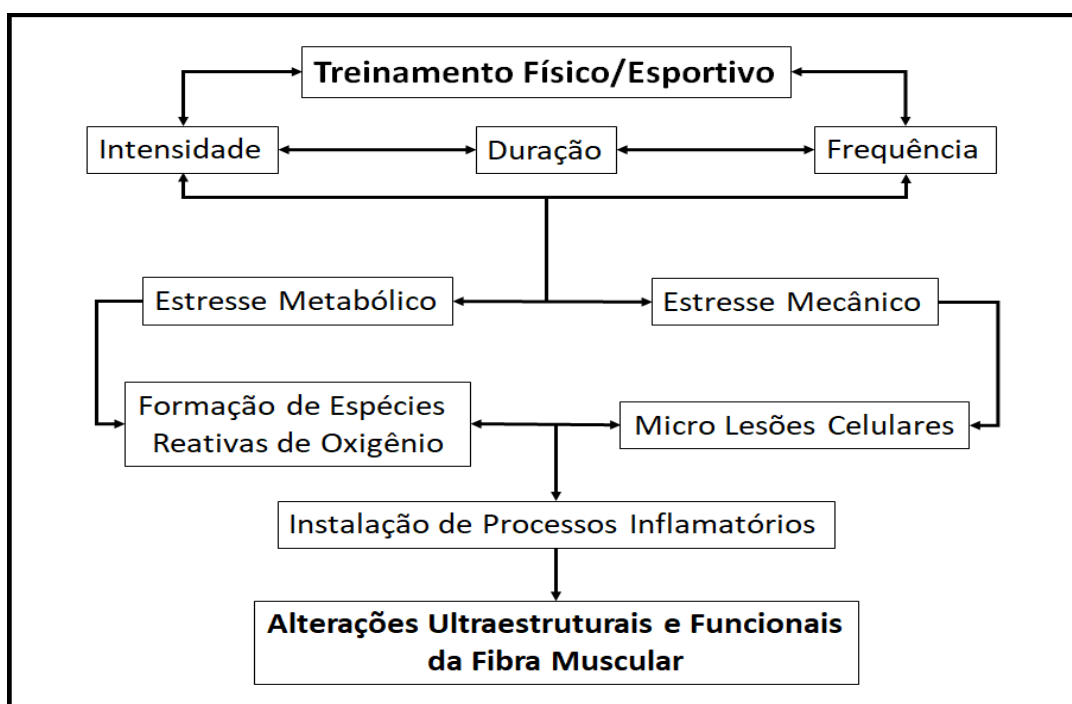 Treinamento Físico/Esportivo
Intensidade
Duração
Frequência
Estresse Metabólico
Estresse Mecânico
Formação de Espécies
Reativas de Oxigênio
Micro Lesões Celulares
Instalação de Processos Inflamatórios
Alterações Ultraestruturais e Funcionais
da Fibra Muscular